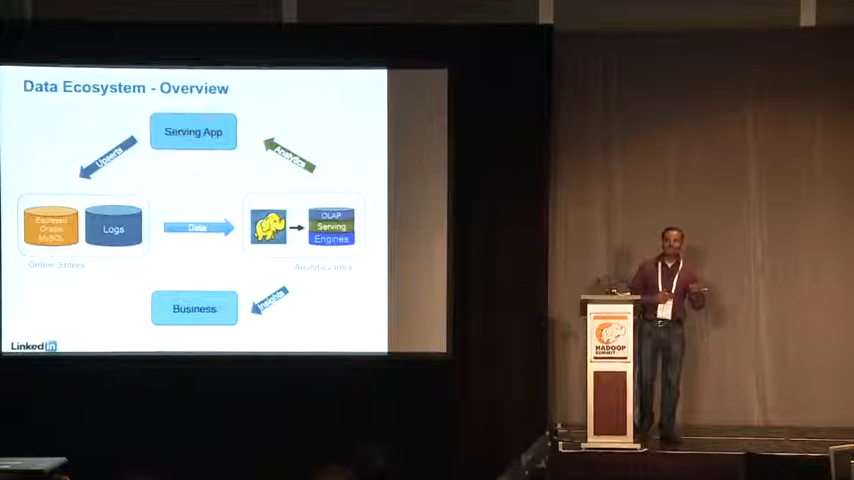 Data Ecosystem - Overview
Serving App
Upserts
Analytics
Espresso
Oracle
MySQL
Logs
Data
OLAP
Serving
Engines
Online Stores
Analytics Infra
Business
Insights
LinkedIn
HADOOP
SUMMIT